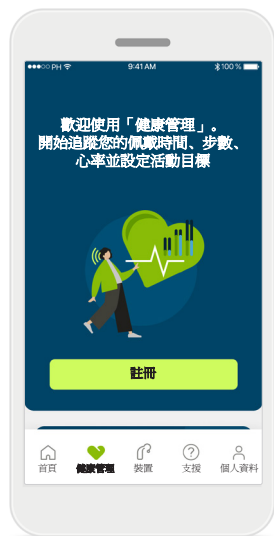 PH 9:41 AM 100%
歡迎使用「健康管理」。
開始追蹤您的佩戴時間、步數、
心率並設定活動目標
註冊
首頁 健康管理 裝置 支援 個人資料